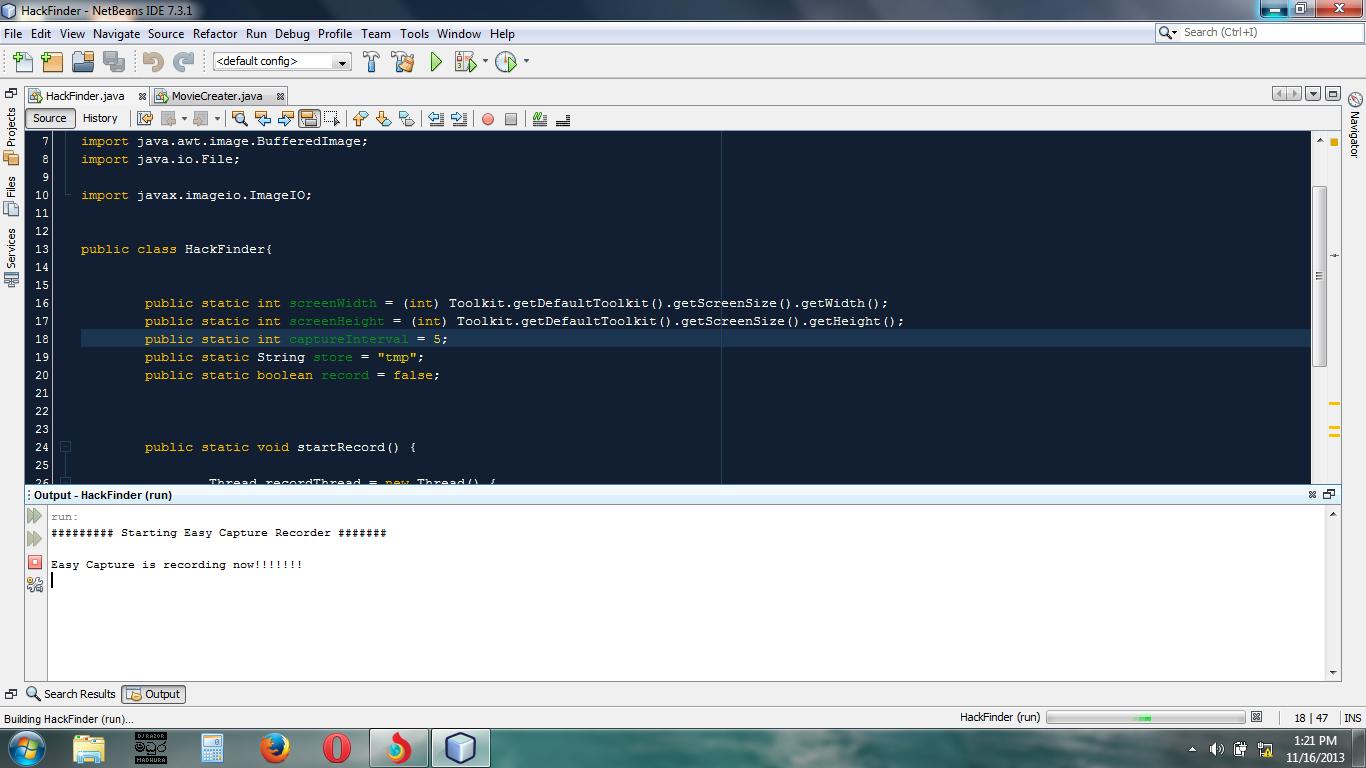 HackFinder - NetBeans IDE 7.3.1
File Edit View Navigate Source Refactor Run Debug Profile Team Tools Window Help
Search (Ctrl+I)
<default config>
HackFinder.java
MovieCreater.java
Source History
Projects
Files
Services
Navigator
7 import java.awt.image.BufferedImage;
8 import java.io.File;
9
10 import javax.imageio.ImageIO;
11
12
13 public class HackFinder{
14
15
16 public static int screenWidth = (int) Toolkit.getDefaultToolkit().getScreenSize().getWidth();
17 public static int screenHeight = (int) Toolkit.getDefaultToolkit().getScreenSize().getHeight();
18 public static int captureInterval = 5;
19 public static String store = "tmp";
20 public static boolean record = false;
21
22
23
24 public static void startRecord() {
25
26 Thread recordThread = new Thread() {
Output - HackFinder (run)
run:
######### Starting Easy Capture Recorder #######
Easy Capture is recording now!!!!!!!
Search Results
Output
Building HackFinder (run)...
HackFinder (run)
18 | 47 INS
DJ RAZOR
MADHURA
1:21 PM
11/16/2013